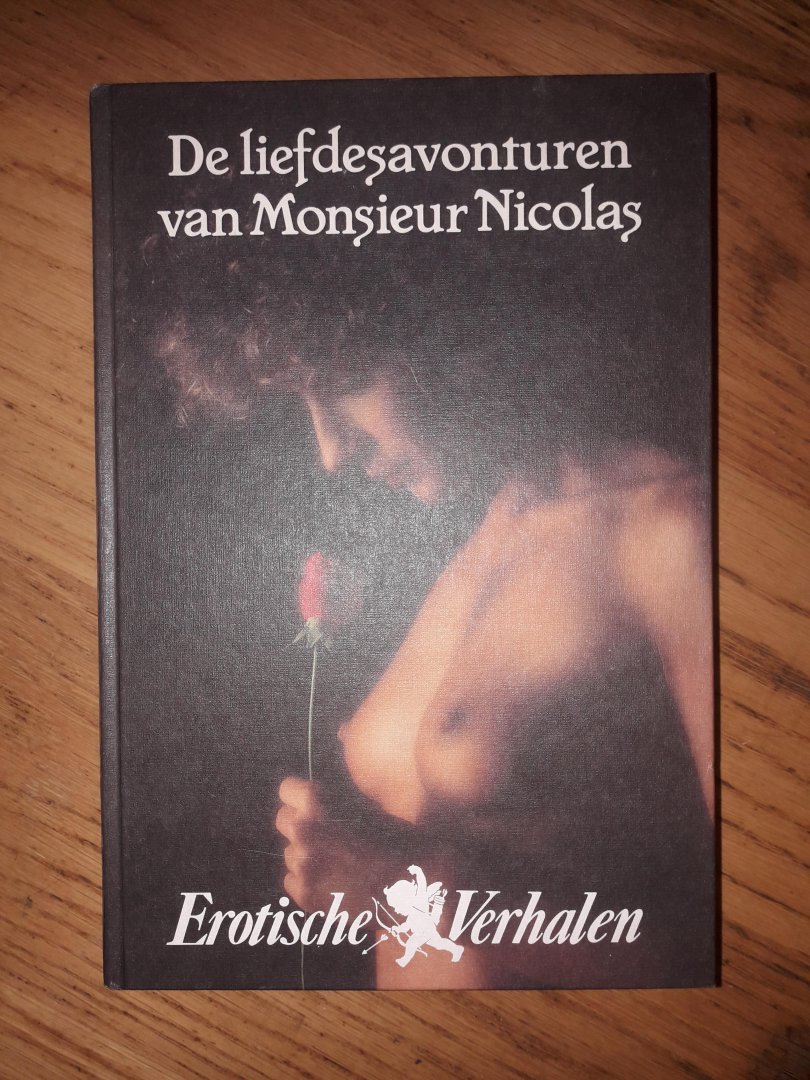 De liefdesavonturen
van Monsieur Nicolas
Erotische Verhalen